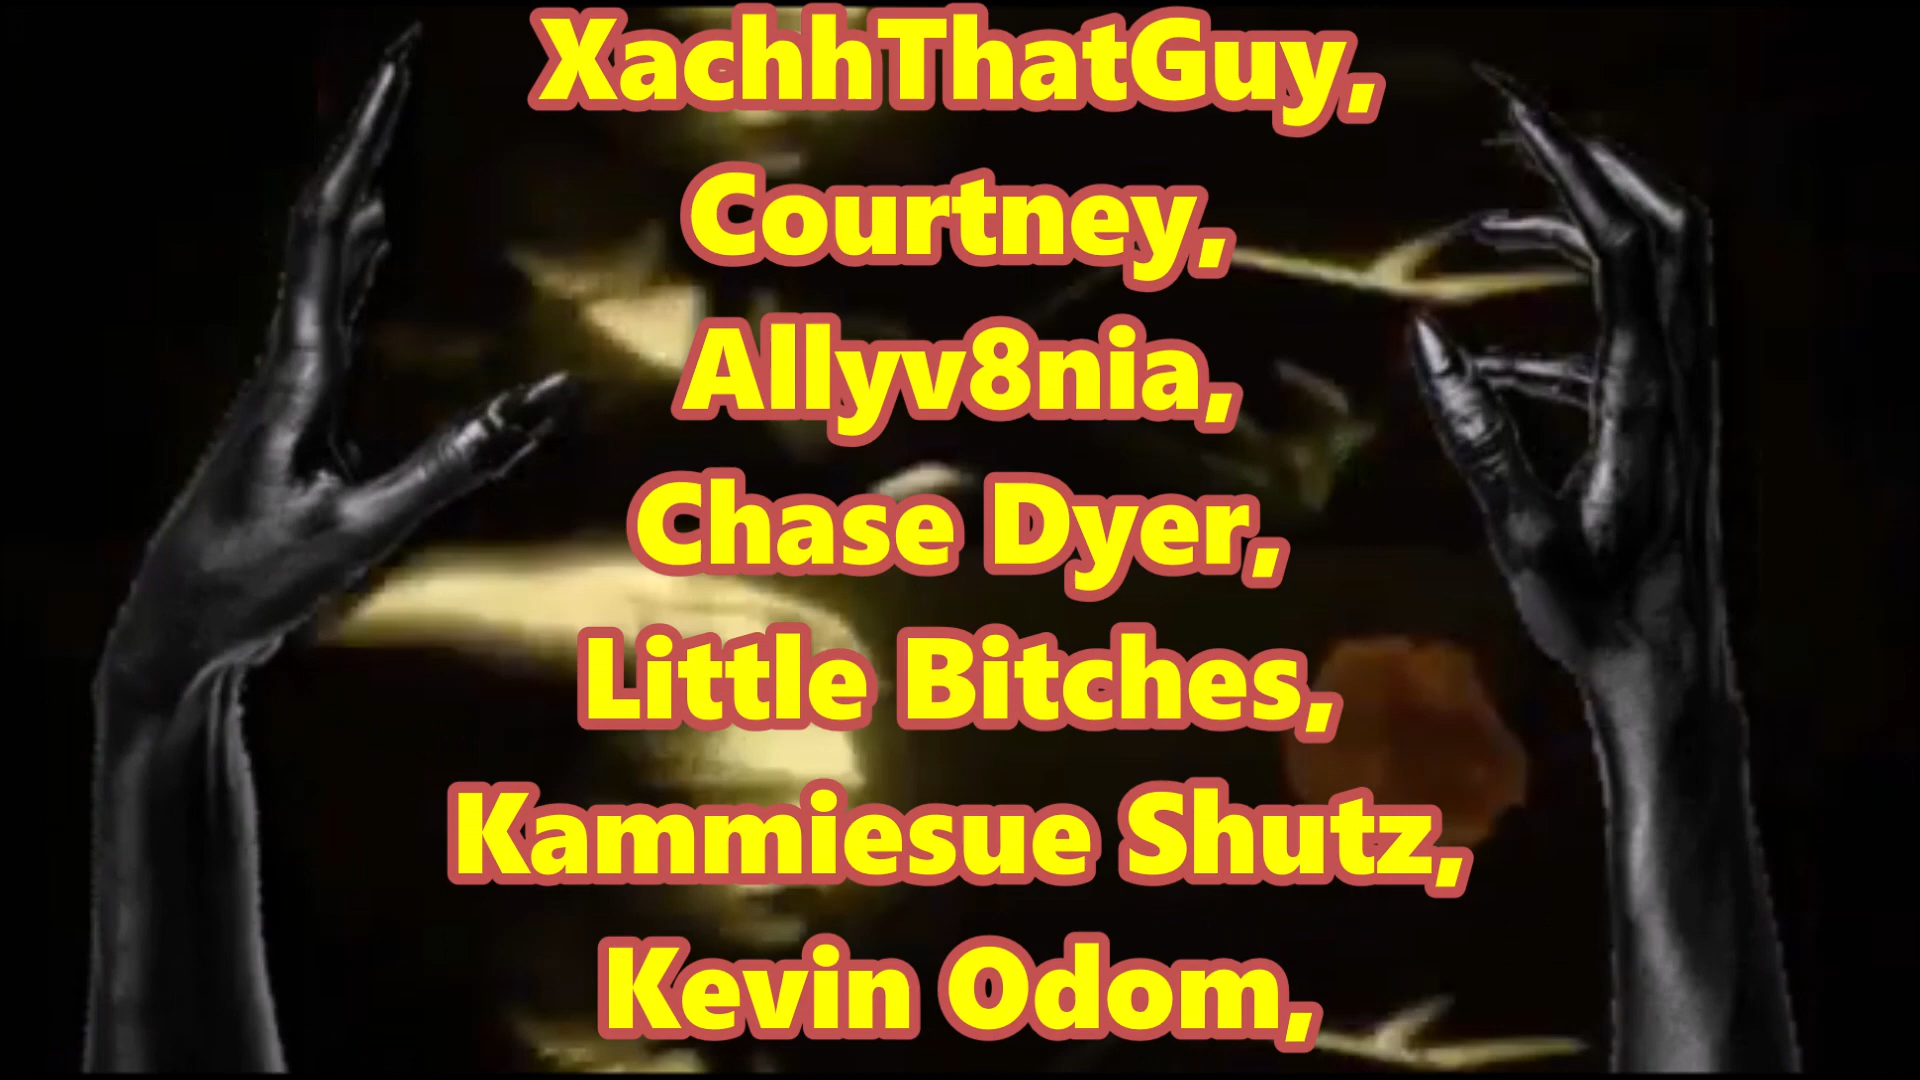 XachhThatGuy,
Courtney,
Allyv8nia,
Chase Dyer,
Little Bitches,
Kammiesue Shutz,
Kevin Odom,